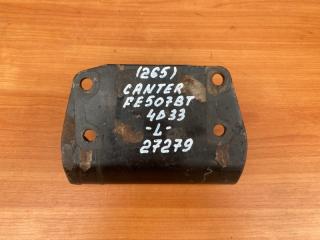 (265)
CANTER
FE507BT
4D33
-L-
27279